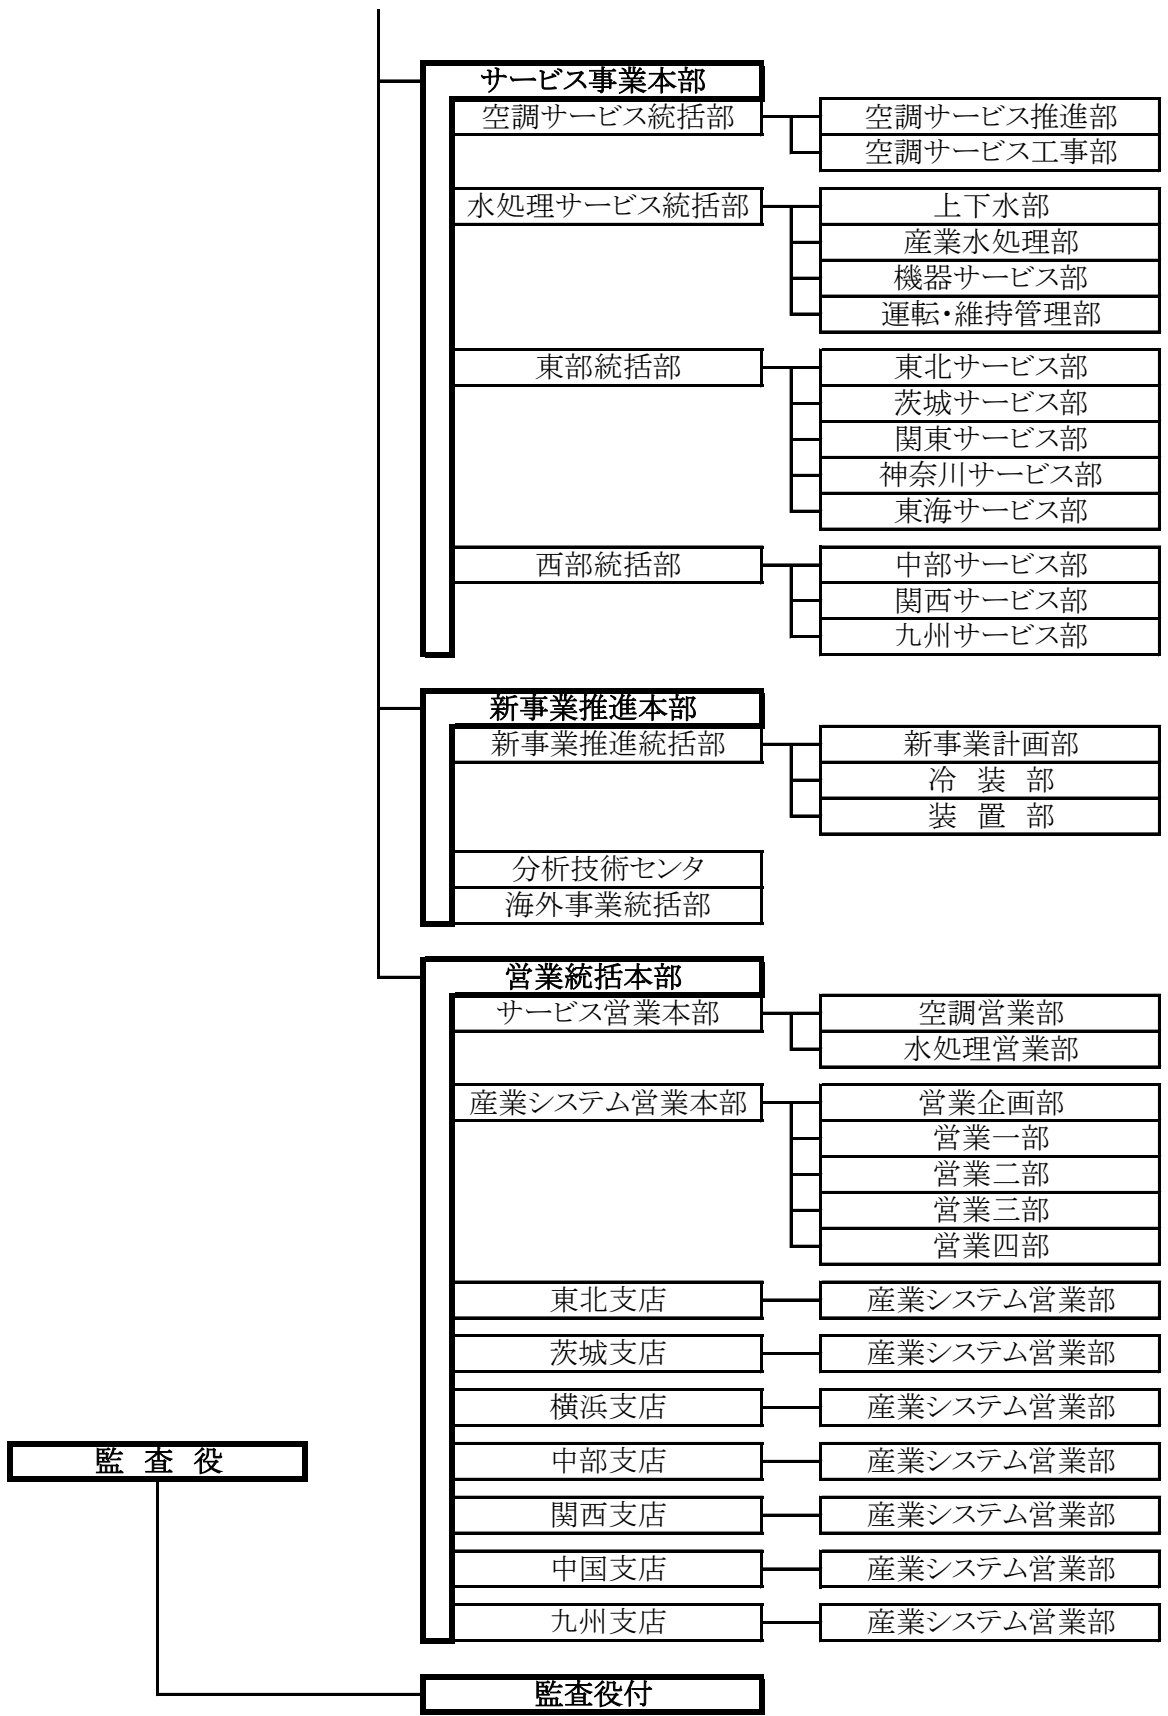 サービス事業本部
空調サービス統括部
空調サービス推進部
空調サービス工事部
水処理サービス統括部
上下水部
産業水処理部
機器サービス部
運転・維持管理部
東部統括部
東北サービス部
茨城サービス部
関東サービス部
神奈川サービス部
東海サービス部
西部統括部
中部サービス部
関西サービス部
九州サービス部
新事業推進本部
新事業推進統括部
新事業計画部
冷 装 部
装 置 部
分析技術センタ
海外事業統括部
営業統括本部
サービス営業本部
空調営業部
水処理営業部
産業システム営業本部
営業企画部
営業一部
営業二部
営業三部
営業四部
東北支店
産業システム営業部
茨城支店
産業システム営業部
横浜支店
産業システム営業部
中部支店
産業システム営業部
関西支店
産業システム営業部
中国支店
産業システム営業部
九州支店
産業システム営業部
監 査 役
監査役付